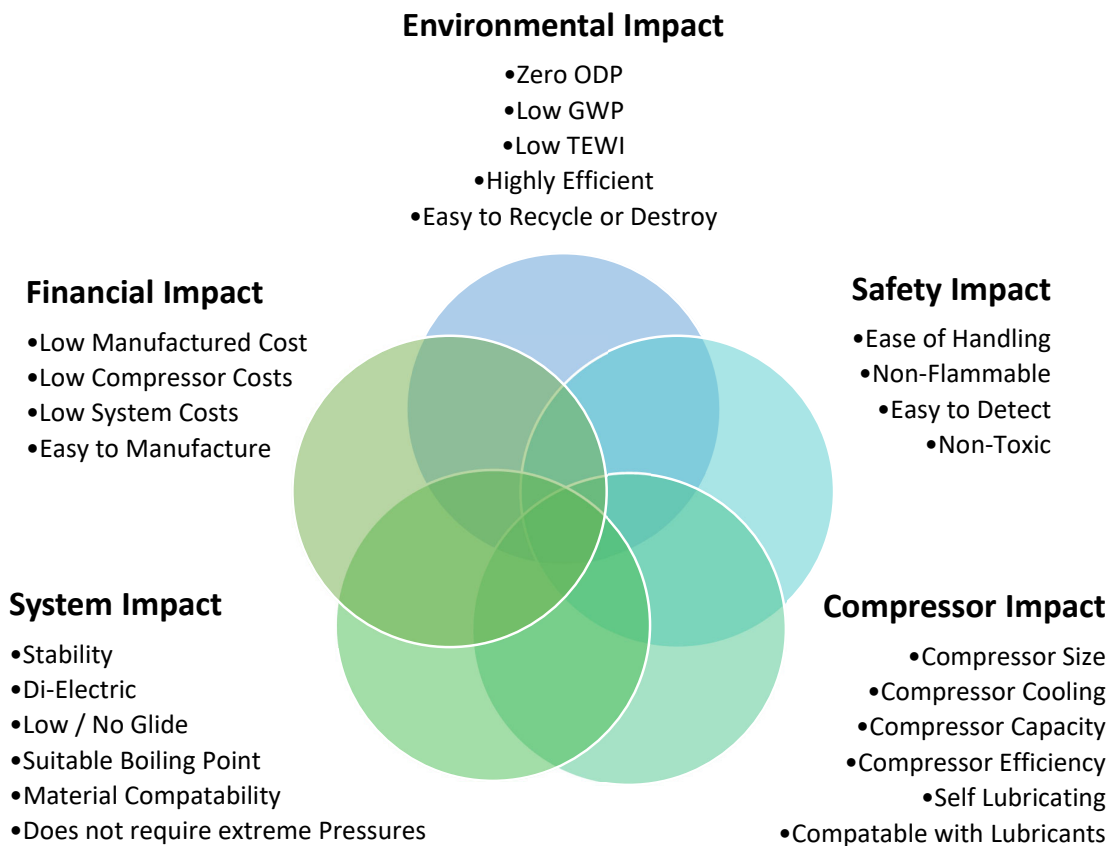 Environmental Impact
•Zero ODP
•Low GWP
•Low TEWI
•Highly Efficient
•Easy to Recycle or Destroy
Financial Impact
•Low Manufactured Cost
•Low Compressor Costs
•Low System Costs
•Easy to Manufacture
Safety Impact
•Ease of Handling
•Non-Flammable
•Easy to Detect
•Non-Toxic
System Impact
•Stability
•Di-Electric
•Low / No Glide
•Suitable Boiling Point
•Material Compatability
•Does not require extreme Pressures
Compressor Impact
•Compressor Size
•Compressor Cooling
•Compressor Capacity
•Compressor Efficiency
•Self Lubricating
•Compatable with Lubricants